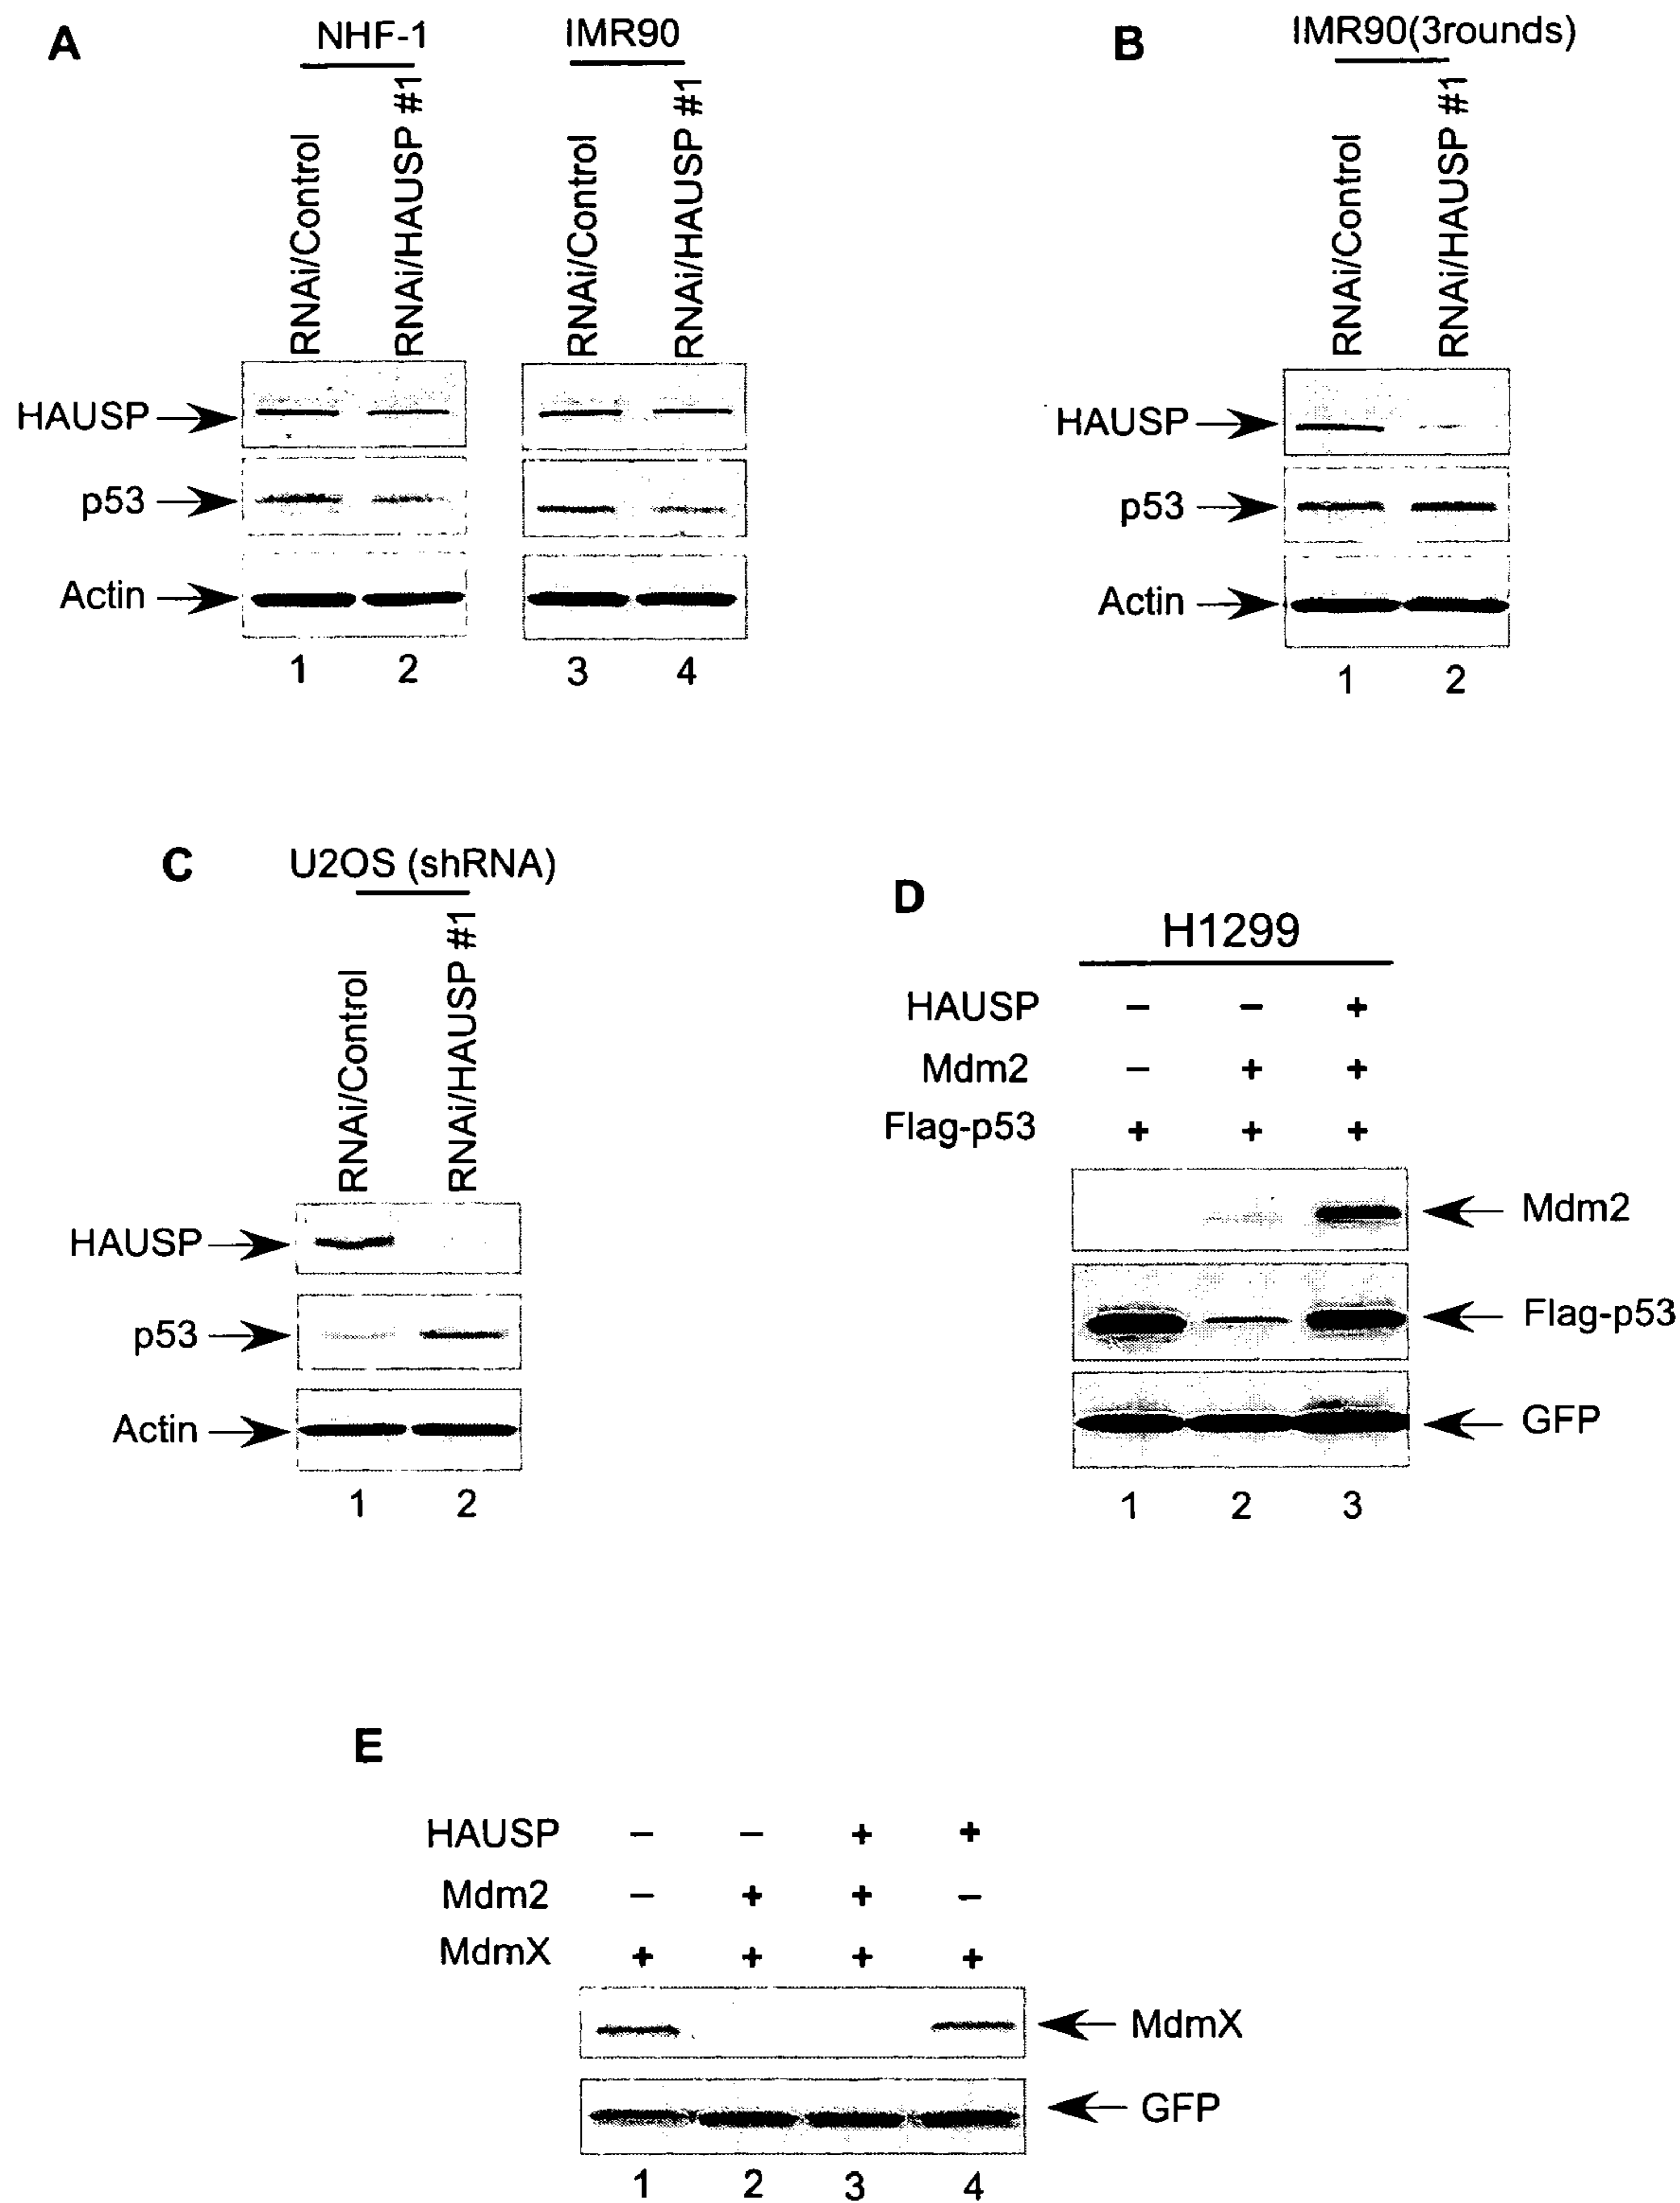 A
NHF-1
IMR90
RNAi/Control
RNAi/HAUSP #1
RNAi/Control
RNAi/HAUSP #1
HAUSP
p53
Actin
1 2 3 4
B
IMR90(3rounds)
RNAi/Control
RNAi/HAUSP #1
HAUSP
p53
Actin
1 2
C
U2OS (shRNA)
RNAi/Control
RNAi/HAUSP #1
HAUSP
p53
Actin
1 2
D
H1299
HAUSP − − +
Mdm2 − + +
Flag-p53 + + +
Mdm2
Flag-p53
GFP
1 2 3
E
HAUSP − − + +
Mdm2 − + + −
MdmX + + + +
MdmX
GFP
1 2 3 4